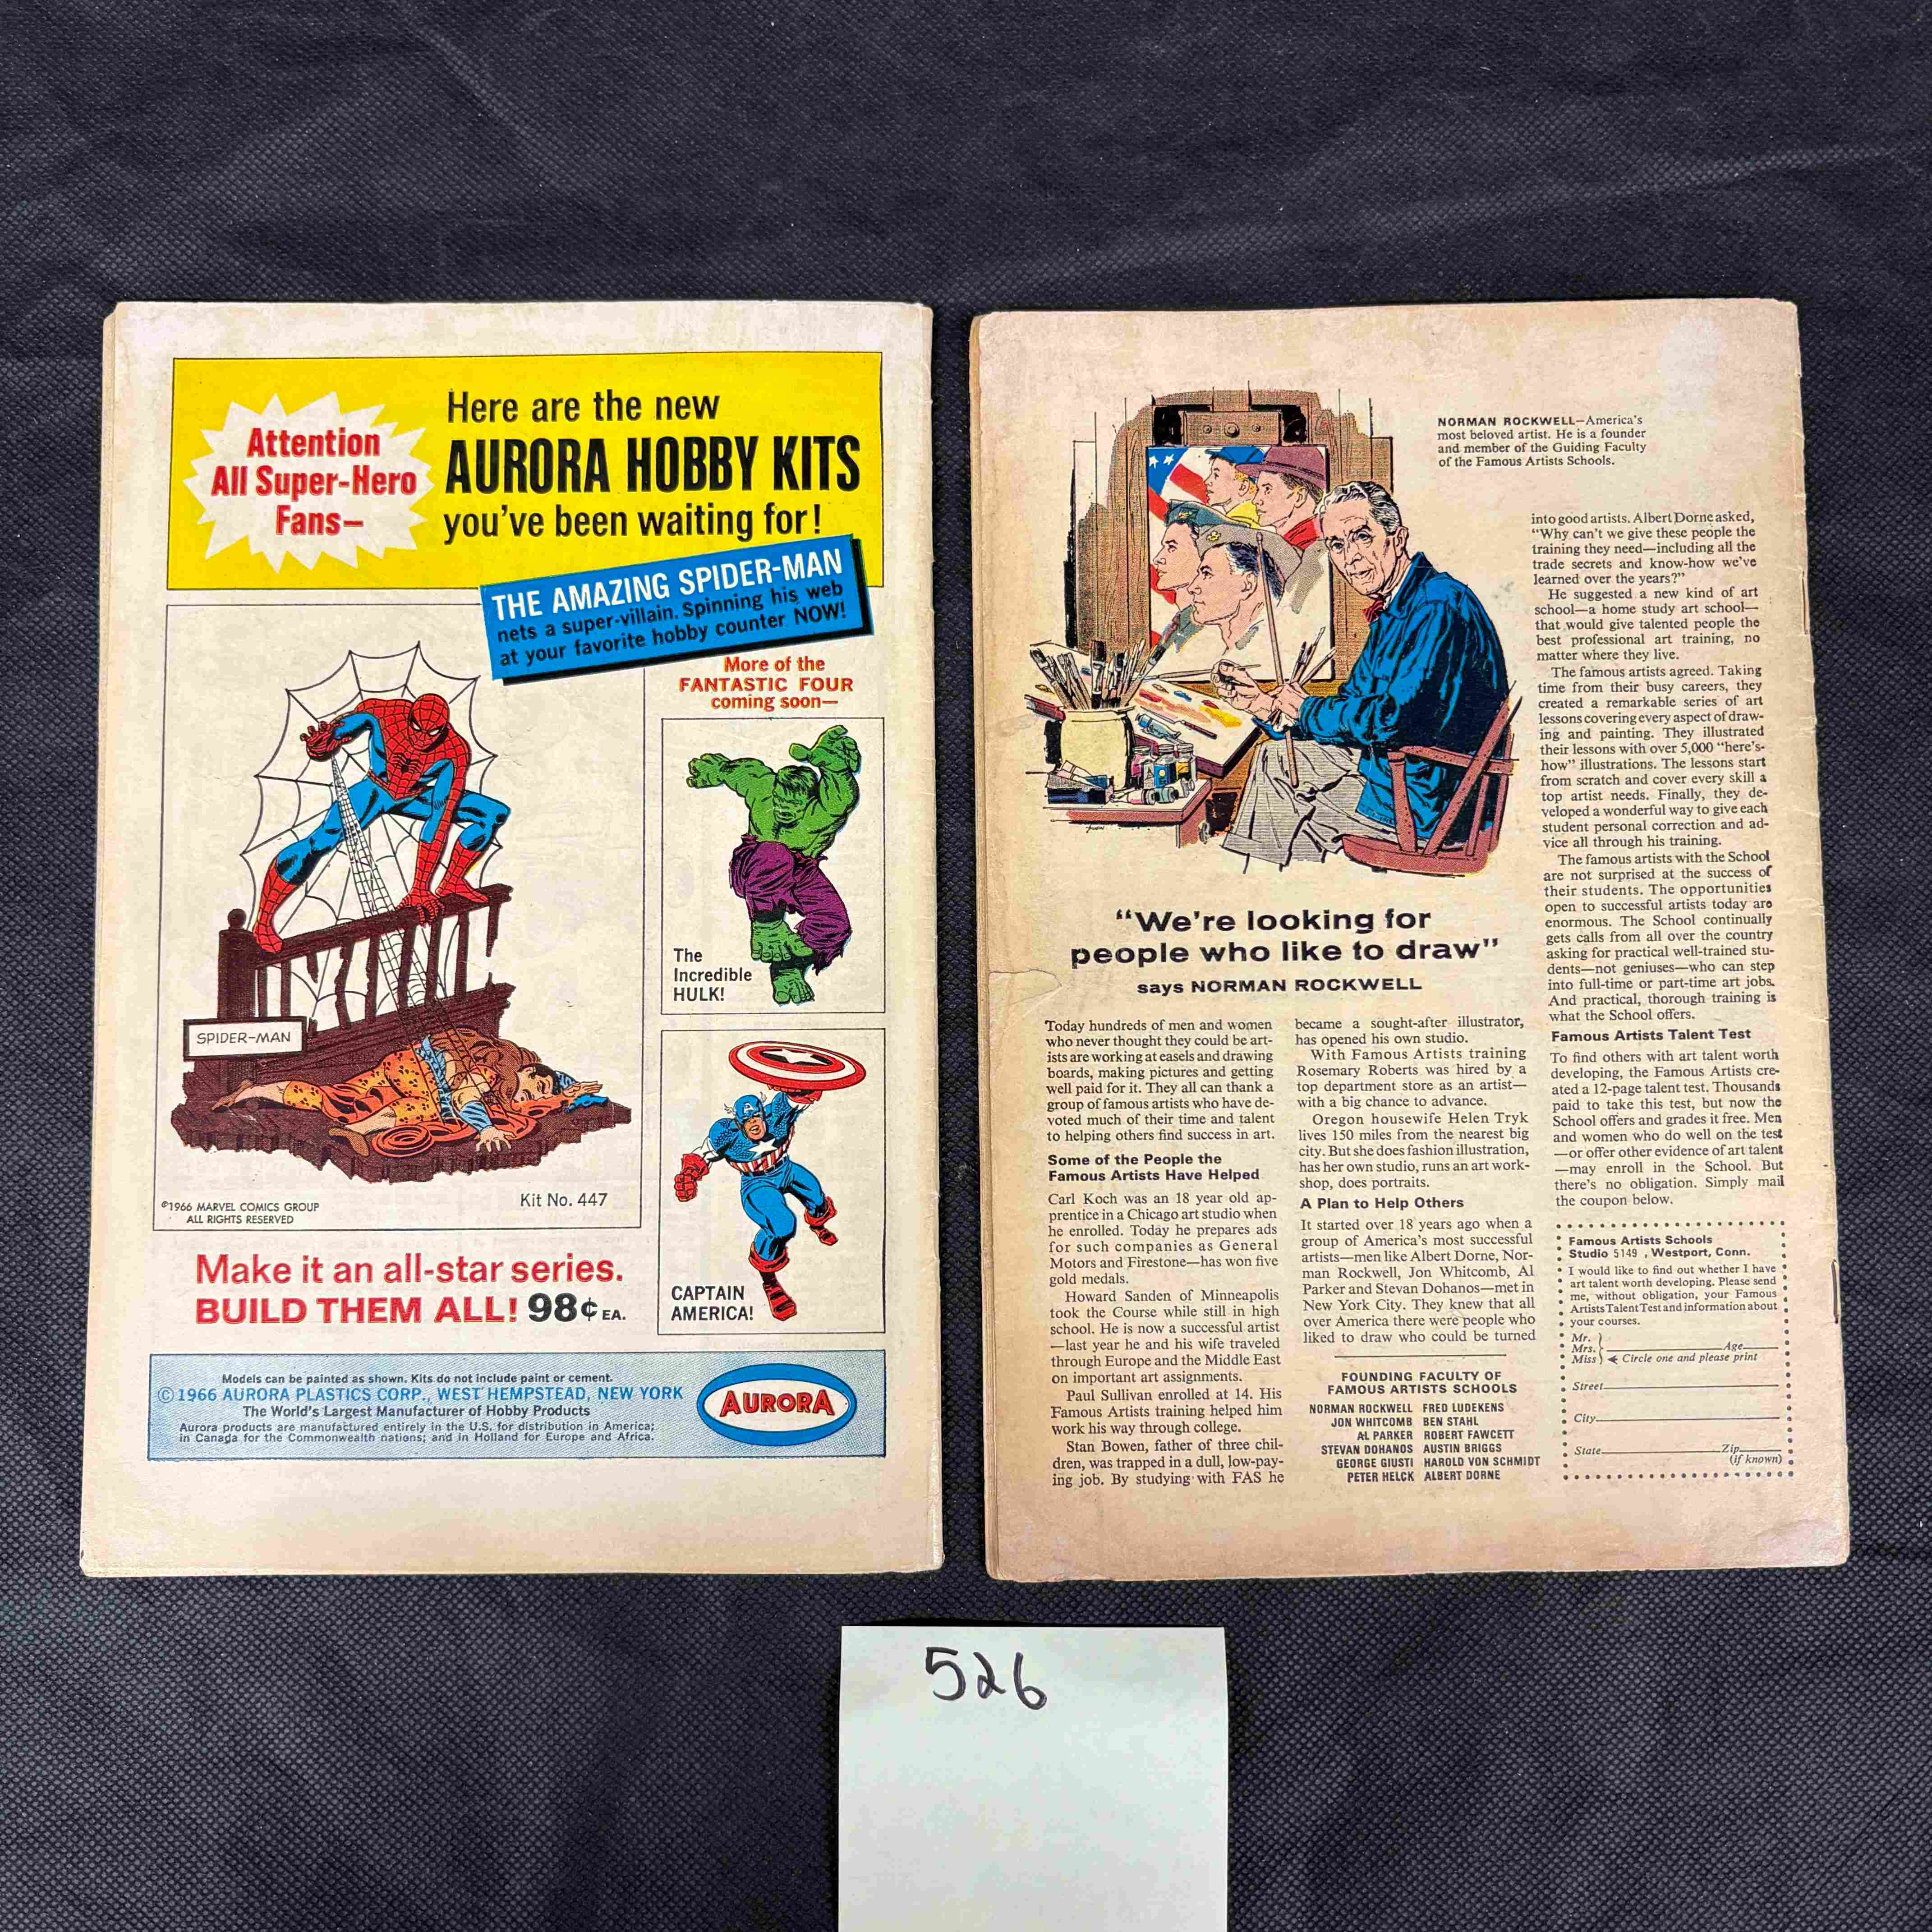 Attention
All Super-Hero
Fans—
Here are the new
AURORA HOBBY KITS
you've been waiting for!
THE AMAZING SPIDER-MAN
nets a super-villain. Spinning his web
at your favorite hobby counter NOW!
More of the
FANTASTIC FOUR
coming soon—
The
Incredible
HULK!
SPIDER-MAN
©1966 MARVEL COMICS GROUP
ALL RIGHTS RESERVED
Kit No. 447
CAPTAIN
AMERICA!
Make it an all-star series.
BUILD THEM ALL! 98¢ EA.
Models can be painted as shown. Kits do not include paint or cement.
© 1966 AURORA PLASTICS CORP., WEST HEMPSTEAD, NEW YORK
The World's Largest Manufacturer of Hobby Products
Aurora products are manufactured entirely in the U.S. for distribution in America;
in Canada for the Commonwealth nations; and in Holland for Europe and Africa.
AURORA
NORMAN ROCKWELL—America's
most beloved artist. He is a founder
and member of the Guiding Faculty
of the Famous Artists Schools.
"We're looking for
people who like to draw"
says NORMAN ROCKWELL
Today hundreds of men and women
who never thought they could be art-
ists are working at easels and drawing
boards, making pictures and getting
well paid for it. They all can thank a
group of famous artists who have de-
voted much of their time and talent
to helping others find success in art.
Some of the People the
Famous Artists Have Helped
Carl Koch was an 18 year old ap-
prentice in a Chicago art studio when
he enrolled. Today he prepares ads
for such companies as General
Motors and Firestone—has won five
gold medals.
Howard Sanden of Minneapolis
took the Course while still in high
school. He is now a successful artist
—last year he and his wife traveled
through Europe and the Middle East
on important art assignments.
Paul Sullivan enrolled at 14. His
Famous Artists training helped him
work his way through college.
Stan Bowen, father of three chil-
dren, was trapped in a dull, low-pay-
ing job. By studying with FAS he
became a sought-after illustrator,
has opened his own studio.
With Famous Artists training
Rosemary Roberts was hired by a
top department store as an artist—
with a big chance to advance.
Oregon housewife Helen Tryk
lives 150 miles from the nearest big
city. But she does fashion illustration,
has her own studio, runs an art work-
shop, does portraits.
A Plan to Help Others
It started over 18 years ago when a
group of America's most successful
artists—men like Albert Dorne, Nor-
man Rockwell, Jon Whitcomb, Al
Parker and Stevan Dohanos—met in
New York City. They knew that all
over America there were people who
liked to draw who could be turned
FOUNDING FACULTY OF
FAMOUS ARTISTS SCHOOLS
NORMAN ROCKWELL FRED LUDEKENS
JON WHITCOMB BEN STAHL
AL PARKER ROBERT FAWCETT
STEVAN DOHANOS AUSTIN BRIGGS
GEORGE GIUSTI HAROLD VON SCHMIDT
PETER HELCK ALBERT DORNE
into good artists. Albert Dorne asked,
"Why can't we give these people the
training they need—including all the
trade secrets and know-how we've
learned over the years?"
He suggested a new kind of art
school—a home study art school—
that would give talented people the
best professional art training, no
matter where they live.
The famous artists agreed. Taking
time from their busy careers, they
created a remarkable series of art
lessons covering every aspect of draw-
ing and painting. They illustrated
their lessons with over 5,000 "here's-
how" illustrations. The lessons start
from scratch and cover every skill a
top artist needs. Finally, they de-
veloped a wonderful way to give each
student personal correction and ad-
vice all through his training.
The famous artists with the School
are not surprised at the success of
their students. The opportunities
open to successful artists today are
enormous. The School continually
gets calls from all over the country
asking for practical well-trained stu-
dents—not geniuses—who can step
into full-time or part-time art jobs.
And practical, thorough training is
what the School offers.
Famous Artists Talent Test
To find others with art talent worth
developing, the Famous Artists cre-
ated a 12-page talent test. Thousands
paid to take this test, but now the
School offers and grades it free. Men
and women who do well on the test
—or offer other evidence of art talent
—may enroll in the School. But
there's no obligation. Simply mail
the coupon below.
Famous Artists Schools
Studio 5149 , Westport, Conn.
I would like to find out whether I have
art talent worth developing. Please send
me, without obligation, your Famous
Artists Talent Test and information about
your courses.
Mr.
Mrs. Age
Miss Circle one and please print
Street
City
State Zip
(if known)
526